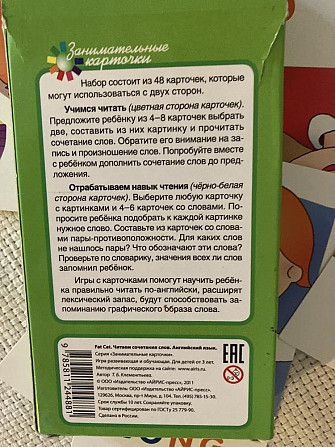 Занимательные
карточки
Набор состоит из 48 карточек, которые
могут использоваться с двух сторон.
Учимся читать (цветная сторона карточек).
Предложите ребёнку из 4–8 карточек выбрать
две, составить из них картинку и прочитать
сочетание слов. Обратите его внимание на за-
пись и произношение слов. Попробуйте вместе
с ребёнком дополнить сочетание слов до пред-
ложения.
Отрабатываем навык чтения (чёрно-белая
сторона карточек). Выберите любую карточку
с картинками и 4–6 карточек со словами. По-
просите ребёнка подобрать к каждой картинке
нужное слово. Составьте из карточек со слова-
ми пары-противоположности. Для каких слов
не нашлось пары? Что обозначают эти слова?
Проверьте по словарику, значения всех ли слов
запомнил ребёнок.
Игры с карточками помогут научить ребён-
ка правильно читать по-английски, расширят
лексический запас, будут способствовать за-
поминанию графического образа слова.
Fat Cat. Читаем сочетания слов. Английский язык.
Серия «Занимательные карточки».
Игра развивающая и обучающая. Для детей от 3 лет.
Методическая поддержка на www.airis.ru.
Автор Т. Б. Клементьева.
© ООО «Издательство «АЙРИС-пресс».
Изготовитель: ООО «Издательство «АЙРИС-пресс».
129626, Москва, пр-т Мира, д. 104. Тел. (495) 785-15-30.
Срок службы 10 лет. Сохраните упаковку.
Товар сертифицирован по ГОСТу 25 779-90.
EAC